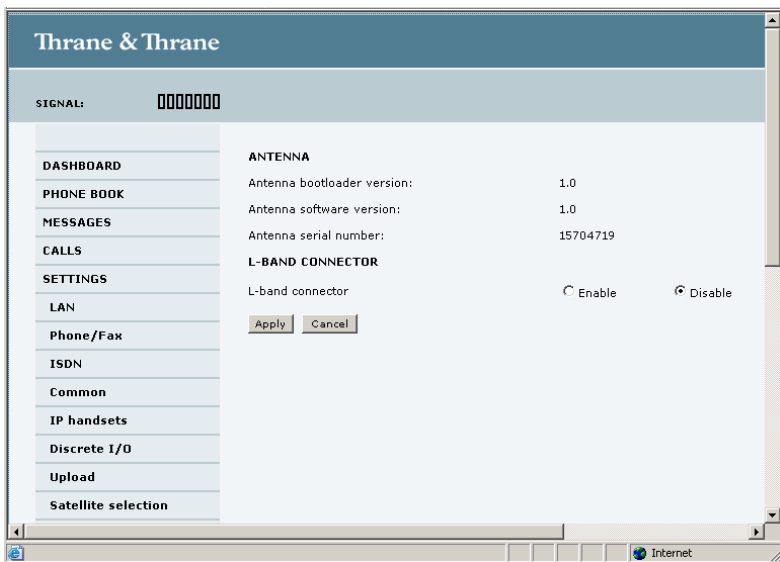 Thrane & Thrane
SIGNAL:
DASHBOARD
PHONE BOOK
MESSAGES
CALLS
SETTINGS
LAN
Phone/Fax
ISDN
Common
IP handsets
Discrete I/O
Upload
Satellite selection
ANTENNA
Antenna bootloader version: 1.0
Antenna software version: 1.0
Antenna serial number: 15704719
L-BAND CONNECTOR
L-band connector Enable Disable
Apply Cancel
Internet